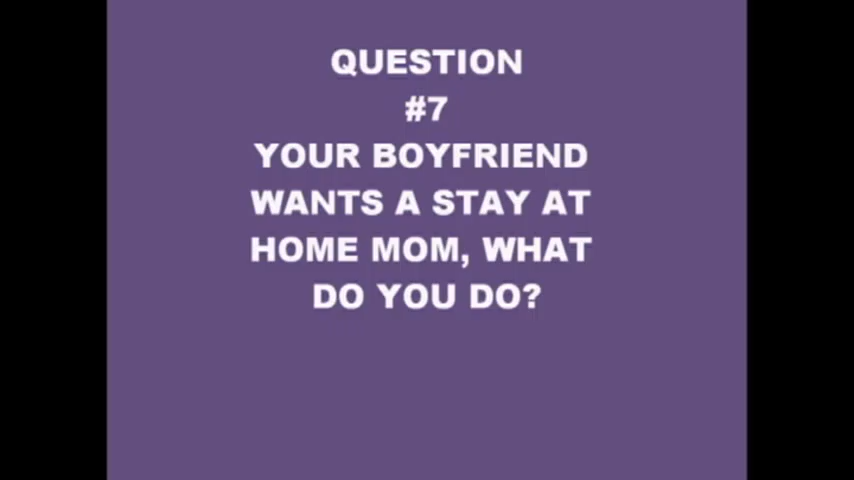 QUESTION
#7
YOUR BOYFRIEND
WANTS A STAY AT
HOME MOM, WHAT
DO YOU DO?